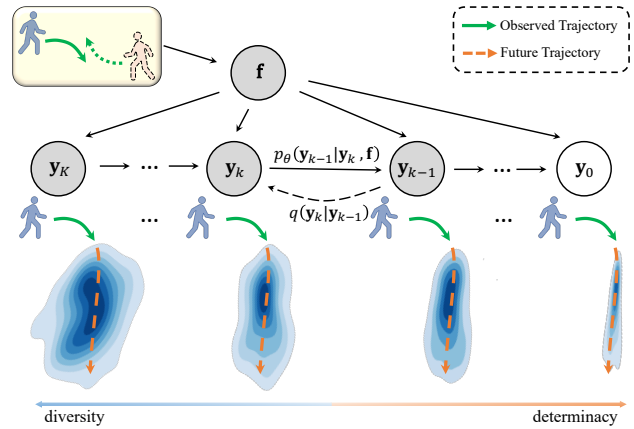 Observed Trajectory
Future Trajectory
f
p_θ(y_{k−1}|y_k, f)
y_K ... y_k y_{k−1} ... y_0
q(y_k|y_{k−1})
... ...
diversity determinacy